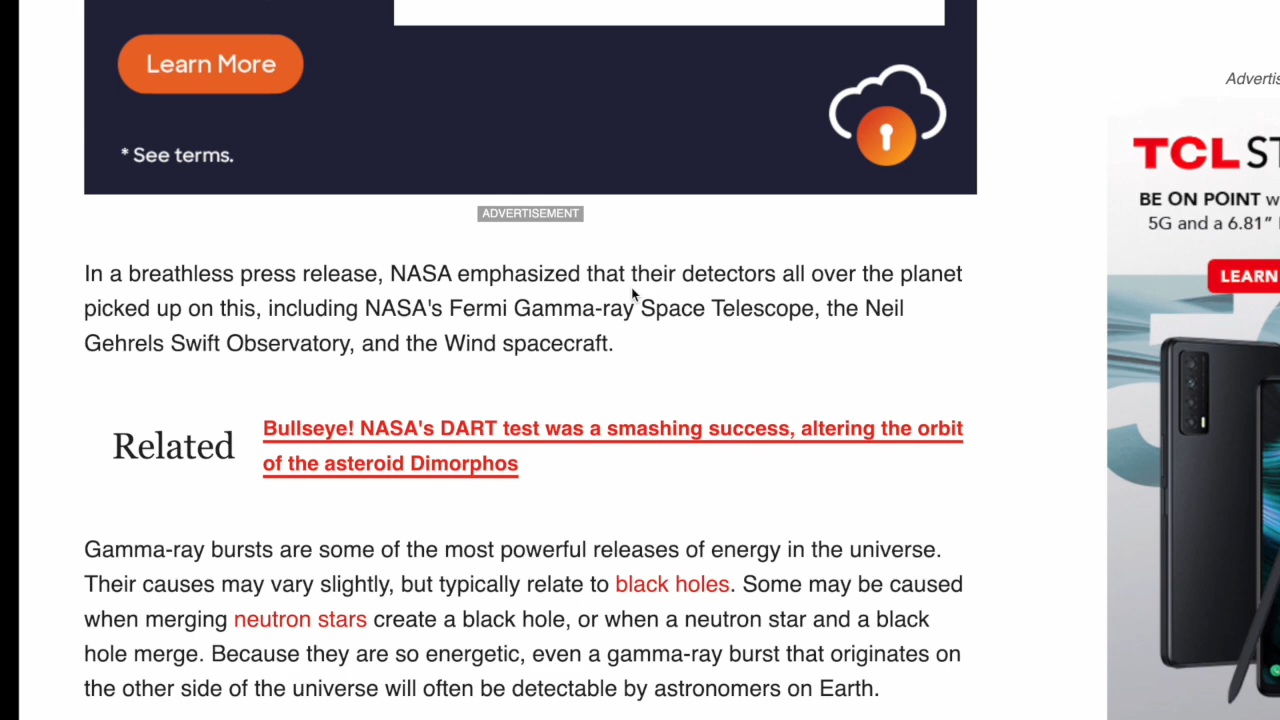 Learn More
* See terms.
ADVERTISEMENT
In a breathless press release, NASA emphasized that their detectors all over the planet
picked up on this, including NASA's Fermi Gamma-ray Space Telescope, the Neil
Gehrels Swift Observatory, and the Wind spacecraft.
Related
Bullseye! NASA's DART test was a smashing success, altering the orbit
of the asteroid Dimorphos
Gamma-ray bursts are some of the most powerful releases of energy in the universe.
Their causes may vary slightly, but typically relate to black holes. Some may be caused
when merging neutron stars create a black hole, or when a neutron star and a black
hole merge. Because they are so energetic, even a gamma-ray burst that originates on
the other side of the universe will often be detectable by astronomers on Earth.
Advertis
TCL ST
BE ON POINT w
5G and a 6.81"
LEARN